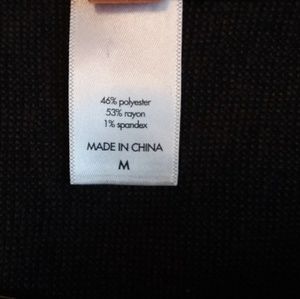 46% polyester
53% rayon
1% spandex
MADE IN CHINA
M